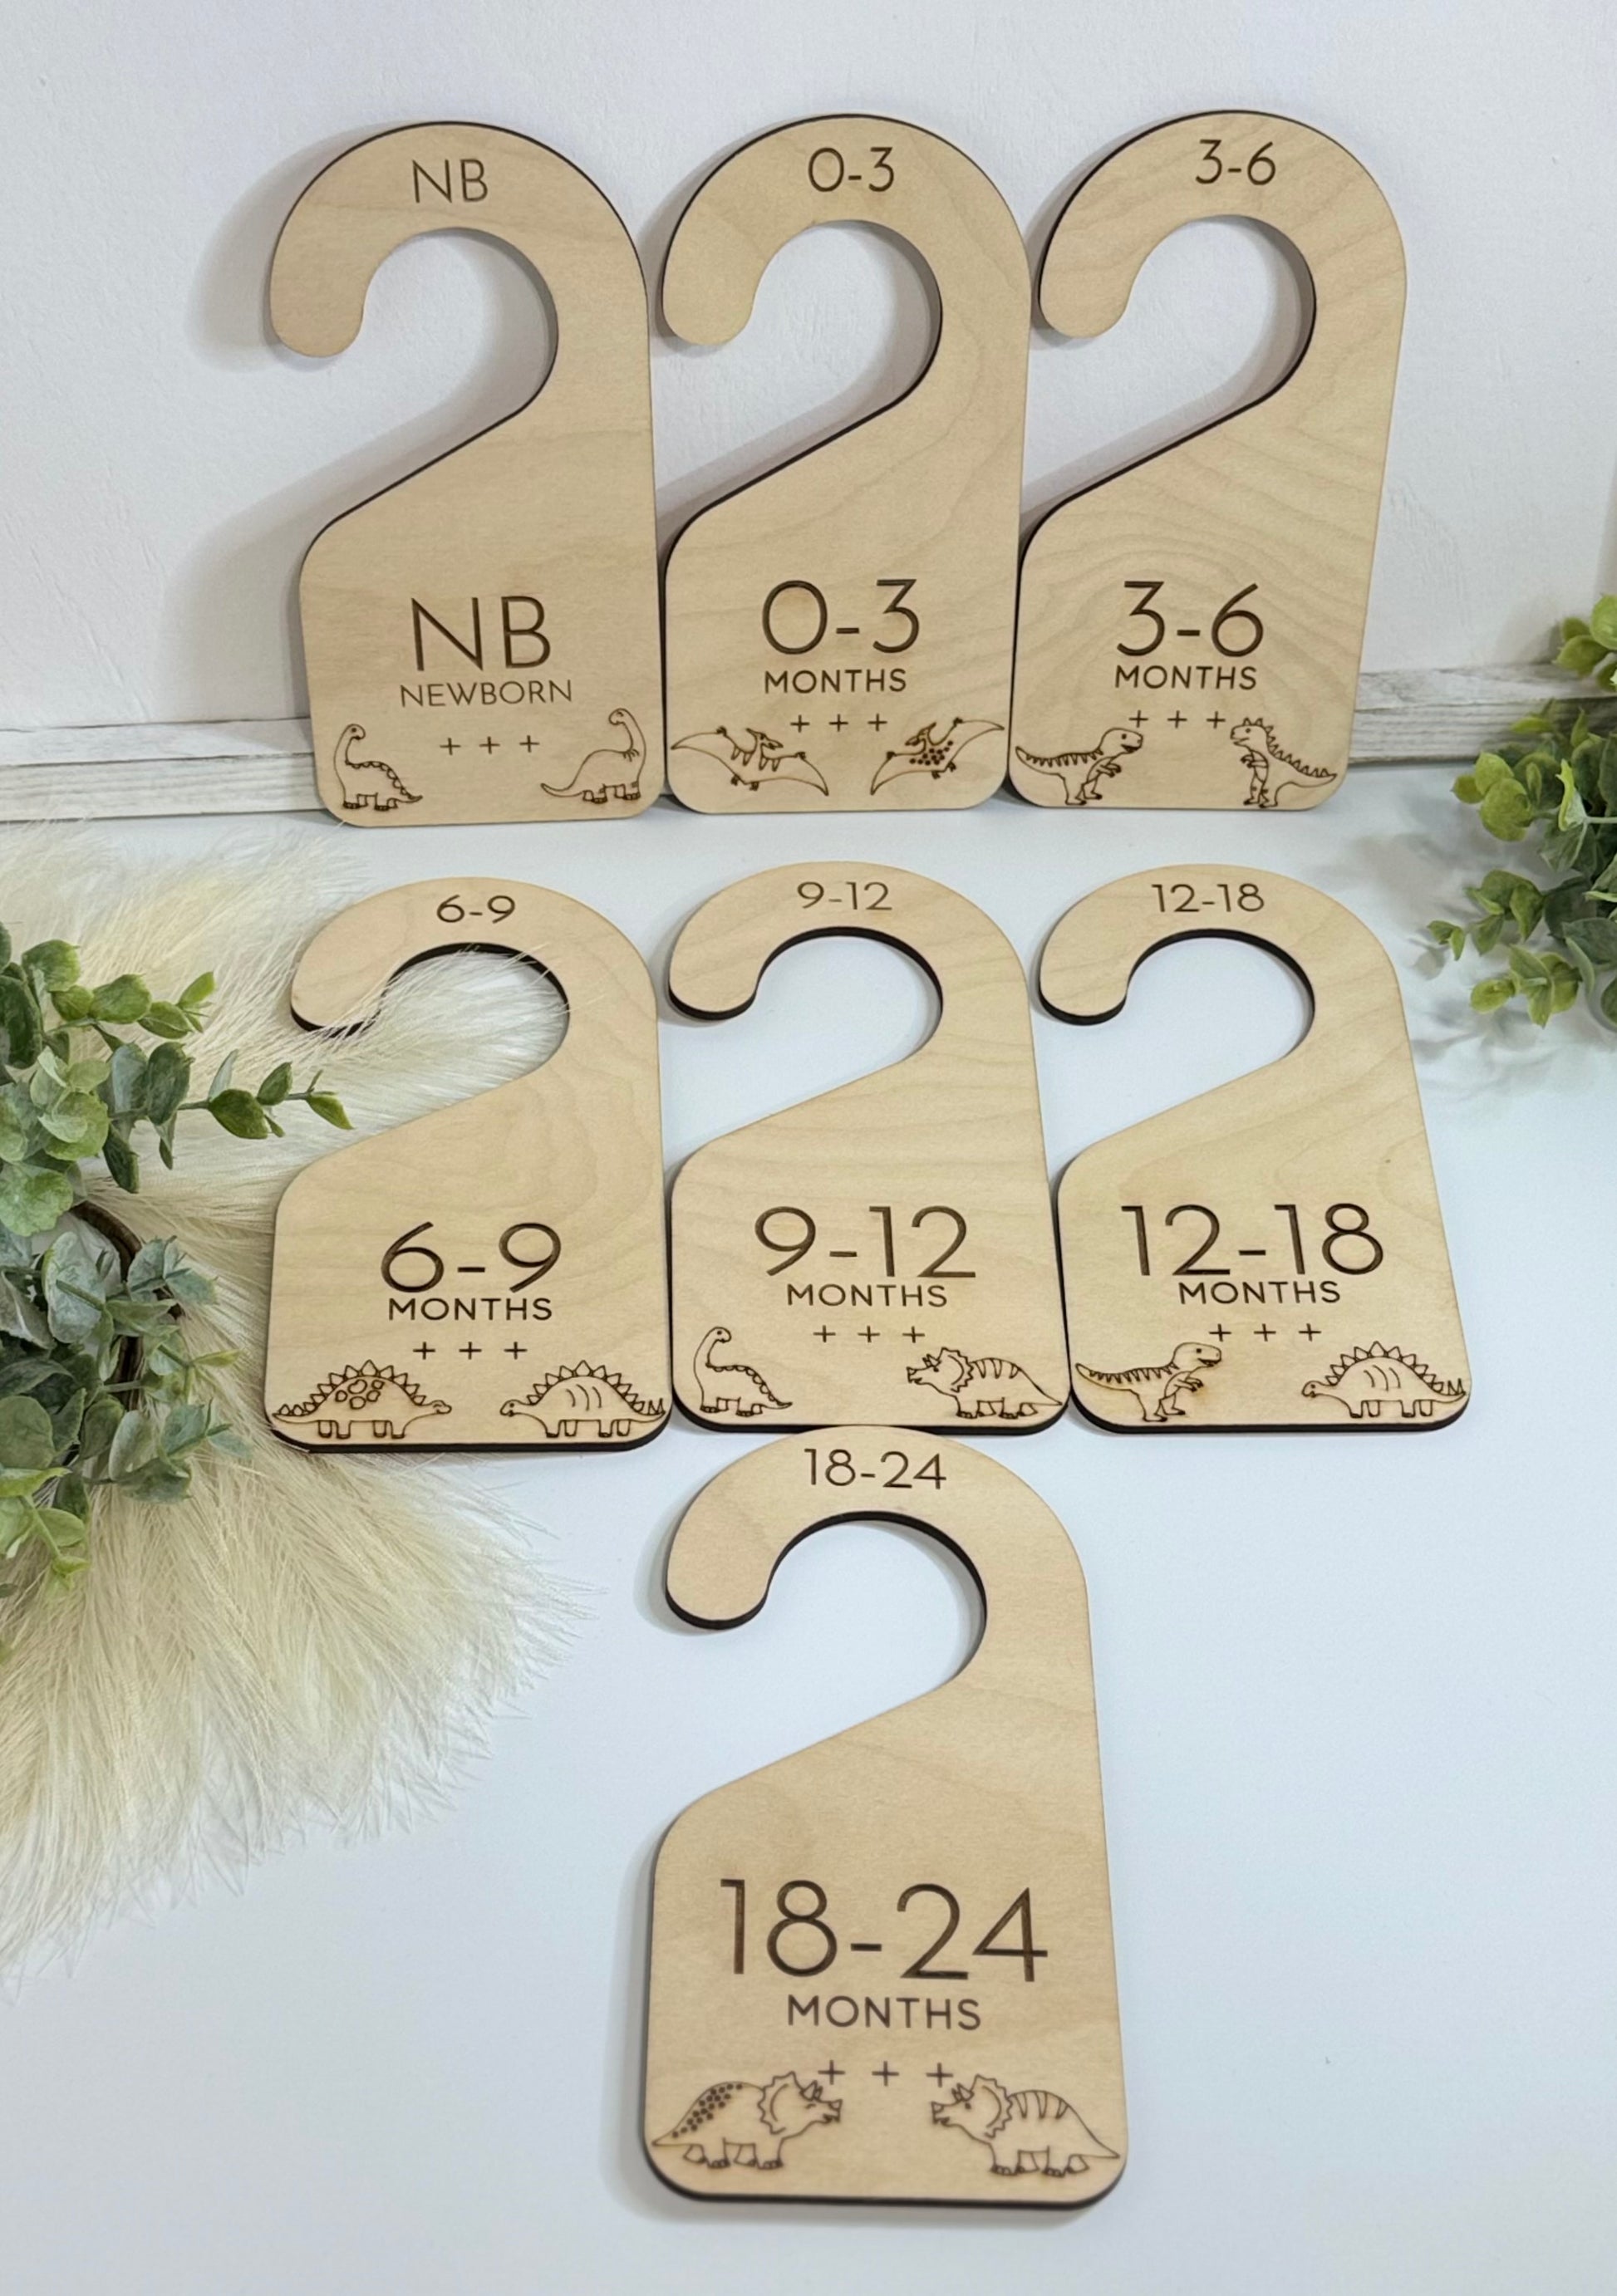 NB
NB
NEWBORN
+ + +
0-3
0-3
MONTHS
+ + +
3-6
3-6
MONTHS
+ + +
6-9
6-9
MONTHS
+ + +
9-12
9-12
MONTHS
+ + +
12-18
12-18
MONTHS
+ + +
18-24
18-24
MONTHS
+ + +